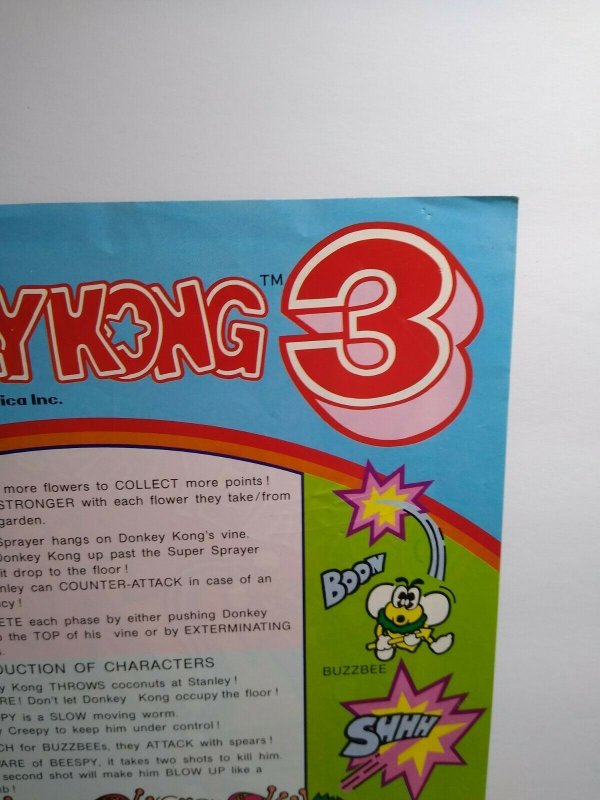 YKONG™ 3
ica Inc.
more flowers to COLLECT more points!
STRONGER with each flower they take/from
garden.
Sprayer hangs on Donkey Kong's vine.
Donkey Kong up past the Super Sprayer
it drop to the floor!
nley can COUNTER-ATTACK in case of an
cy!
ETE each phase by either pushing Donkey
the TOP of his vine or by EXTERMINATING
BOON
BUZZBEE
DUCTION OF CHARACTERS
y Kong THROWS coconuts at Stanley!
RE! Don't let Donkey Kong occupy the floor!
PY is a SLOW moving worm.
y Creepy to keep him under control!
CH for BUZZBEEs, they ATTACK with spears!
ARE of BEESPY, it takes two shots to kill him.
second shot will make him BLOW UP like a
mb!
SHHH